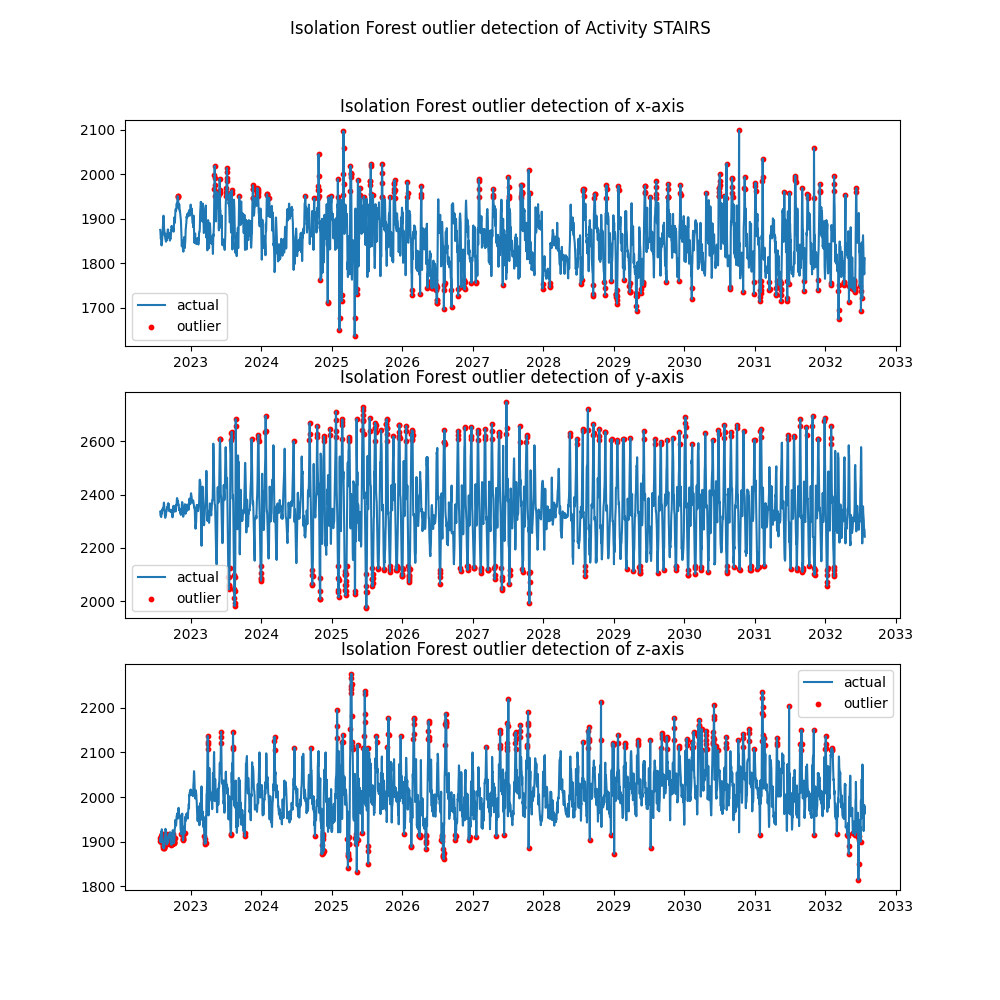 Isolation Forest outlier detection of Activity STAIRS
Isolation Forest outlier detection of x-axis
2100
2000
1900
1800
1700
actual
outlier
2023 2024 2025 2026 2027 2028 2029 2030 2031 2032 2033
Isolation Forest outlier detection of y-axis
2600
2400
2200
2000
actual
outlier
2023 2024 2025 2026 2027 2028 2029 2030 2031 2032 2033
Isolation Forest outlier detection of z-axis
2200
2100
2000
1900
1800
actual
outlier
2023 2024 2025 2026 2027 2028 2029 2030 2031 2032 2033